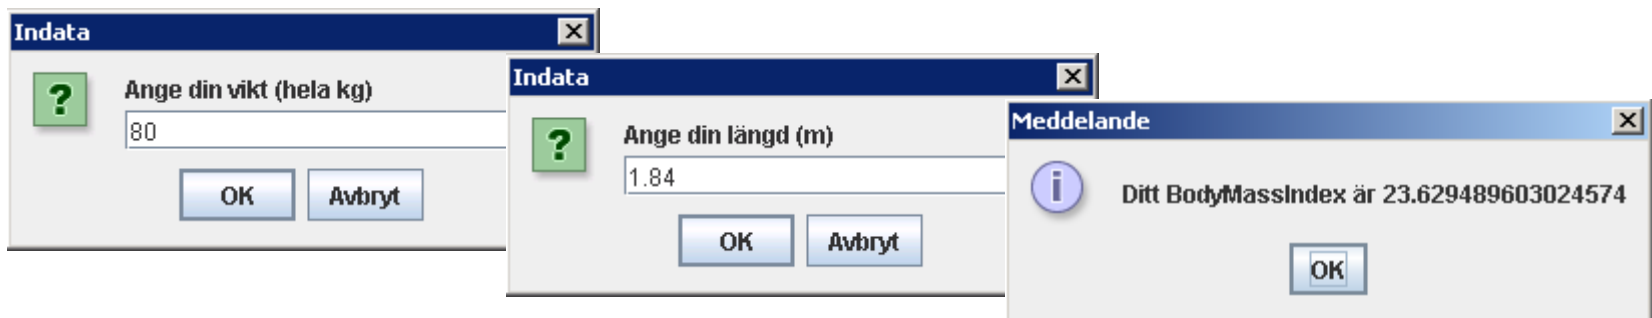 Indata
?
Ange din vikt (hela kg)
80
OK Avbryt
Indata
?
Ange din längd (m)
1.84
OK Avbryt
Meddelande
i
Ditt BodyMassIndex är 23.629489603024574
OK